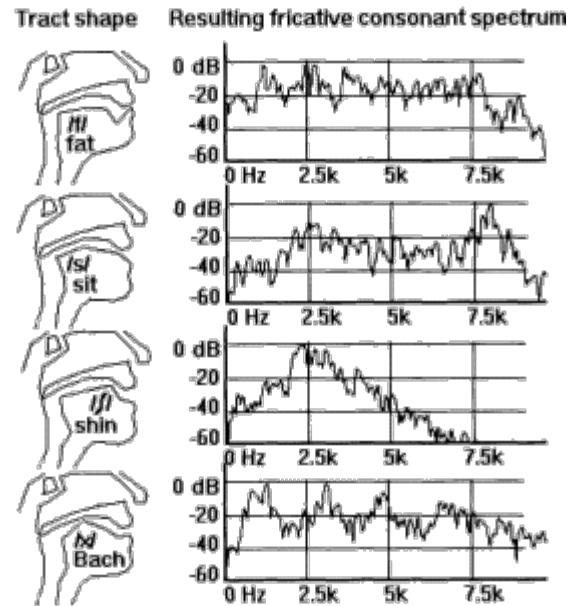 Tract shape Resulting fricative consonant spectrum
0 dB
-20
-40
-60
/f/
fat
0 Hz 2.5k 5k 7.5k
0 dB
-20
-40
-60
/s/
sit
0 Hz 2.5k 5k 7.5k
0 dB
-20
-40
-60
/ʃ/
shin
0 Hz 2.5k 5k 7.5k
0 dB
-20
-40
-60
/x/
Bach
0 Hz 2.5k 5k 7.5k